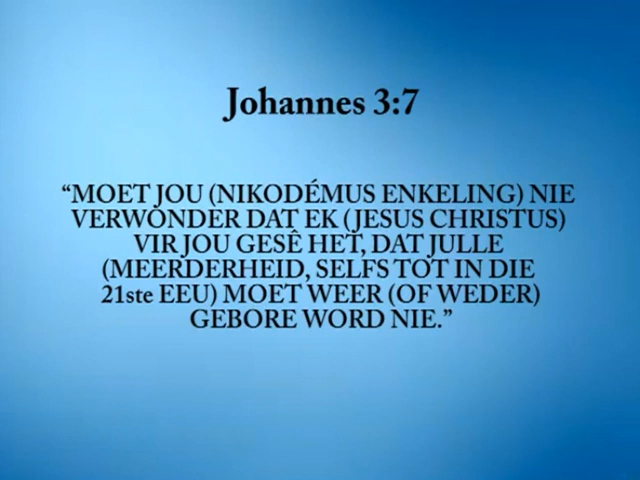 Johannes 3:7
“MOET JOU (NIKODÉMUS ENKELING) NIE
VERWONDER DAT EK (JESUS CHRISTUS)
VIR JOU GESÊ HET, DAT JULLE
(MEERDERHEID, SELFS TOT IN DIE
21ste EEU) MOET WEER (OF WEDER)
GEBORE WORD NIE.”